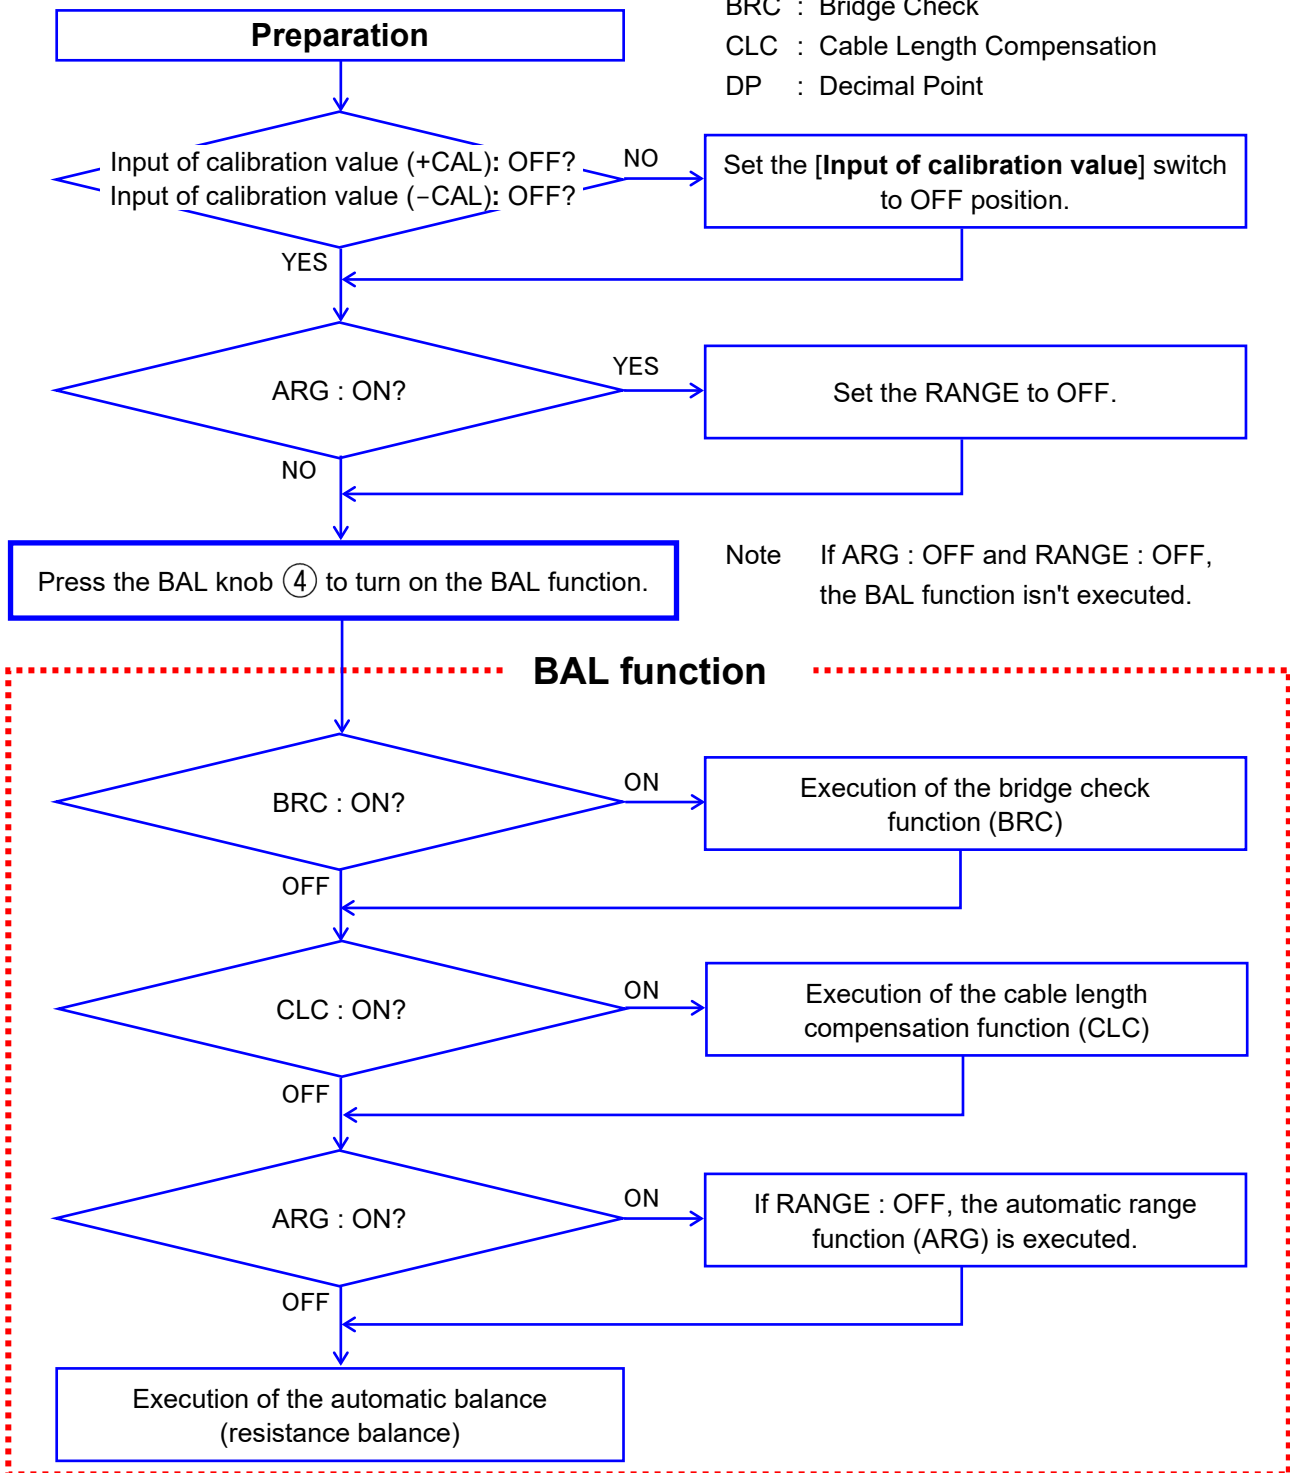 BRC : Bridge Check
Preparation
CLC : Cable Length Compensation
DP : Decimal Point
Input of calibration value (+CAL): OFF?
Input of calibration value (−CAL): OFF?
NO
Set the [Input of calibration value] switch
to OFF position.
YES
ARG : ON?
YES
Set the RANGE to OFF.
NO
Press the BAL knob ④ to turn on the BAL function.
Note If ARG : OFF and RANGE : OFF,
the BAL function isn't executed.
BAL function
BRC : ON?
ON
Execution of the bridge check
function (BRC)
OFF
CLC : ON?
ON
Execution of the cable length
compensation function (CLC)
OFF
ARG : ON?
ON
If RANGE : OFF, the automatic range
function (ARG) is executed.
OFF
Execution of the automatic balance
(resistance balance)